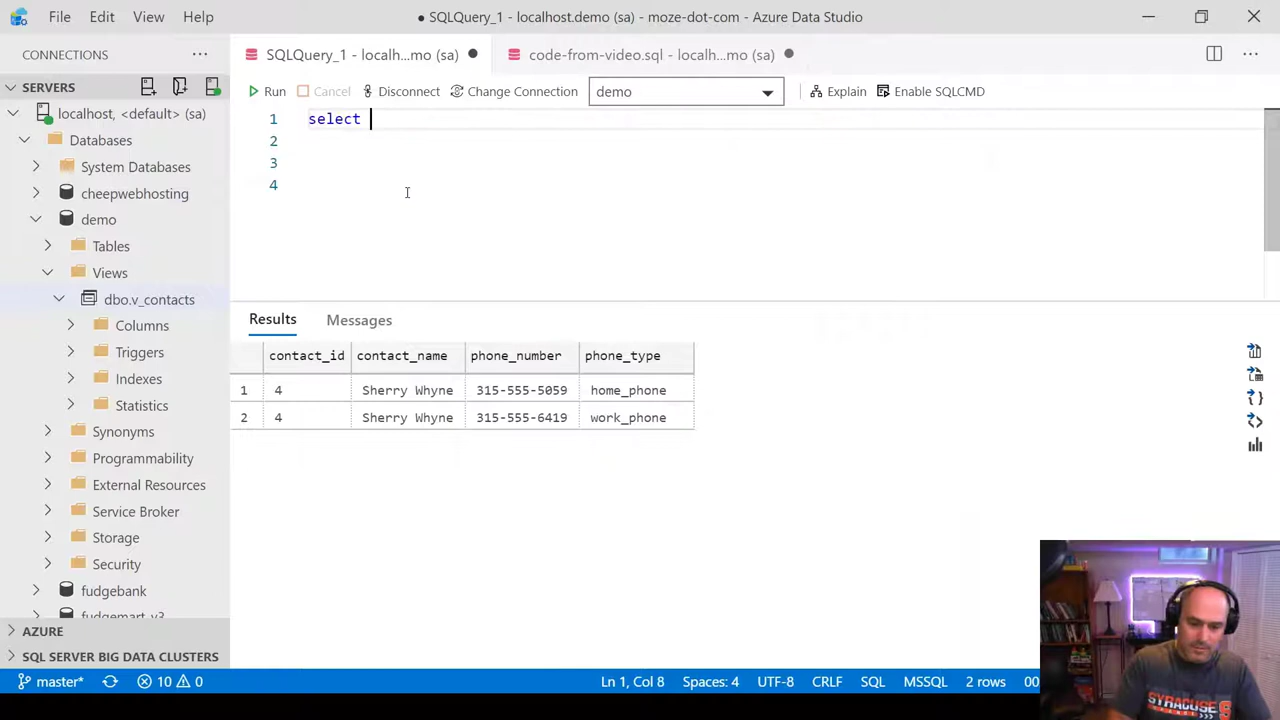 File Edit View Help
● SQLQuery_1 - localhost.demo (sa) - moze-dot-com - Azure Data Studio
CONNECTIONS
SQLQuery_1 - localh...mo (sa)
code-from-video.sql - localh...mo (sa)
SERVERS
Run Cancel Disconnect Change Connection demo Explain Enable SQLCMD
localhost, <default> (sa)
Databases
System Databases
cheepwebhosting
demo
Tables
Views
dbo.v_contacts
Columns
Triggers
Indexes
Statistics
Synonyms
Programmability
External Resources
Service Broker
Storage
Security
fudgebank
fudgemart_v3
AZURE
SQL SERVER BIG DATA CLUSTERS
1 select
2
3
4
Results Messages
contact_id contact_name phone_number phone_type
1 4 Sherry Whyne 315-555-5059 home_phone
2 4 Sherry Whyne 315-555-6419 work_phone
SYRACUSE
master* 10 0 Ln 1, Col 8 Spaces: 4 UTF-8 CRLF SQL MSSQL 2 rows 00